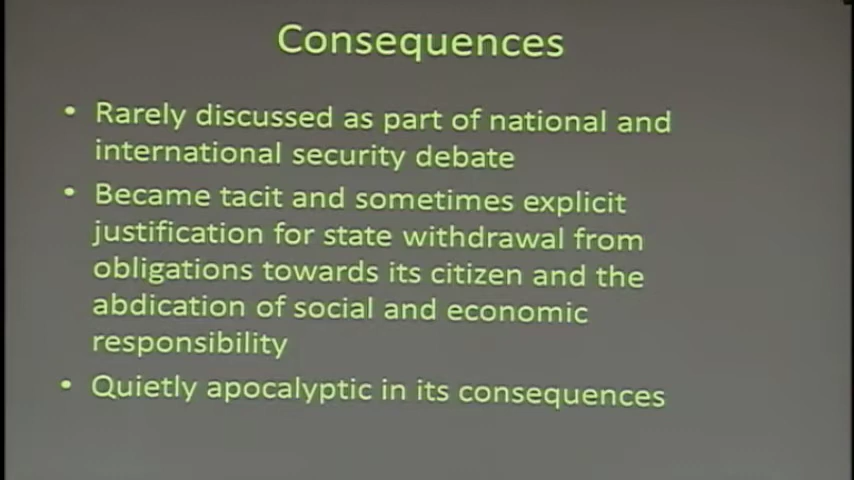 Consequences
• Rarely discussed as part of national and
international security debate
• Became tacit and sometimes explicit
justification for state withdrawal from
obligations towards its citizen and the
abdication of social and economic
responsibility
• Quietly apocalyptic in its consequences